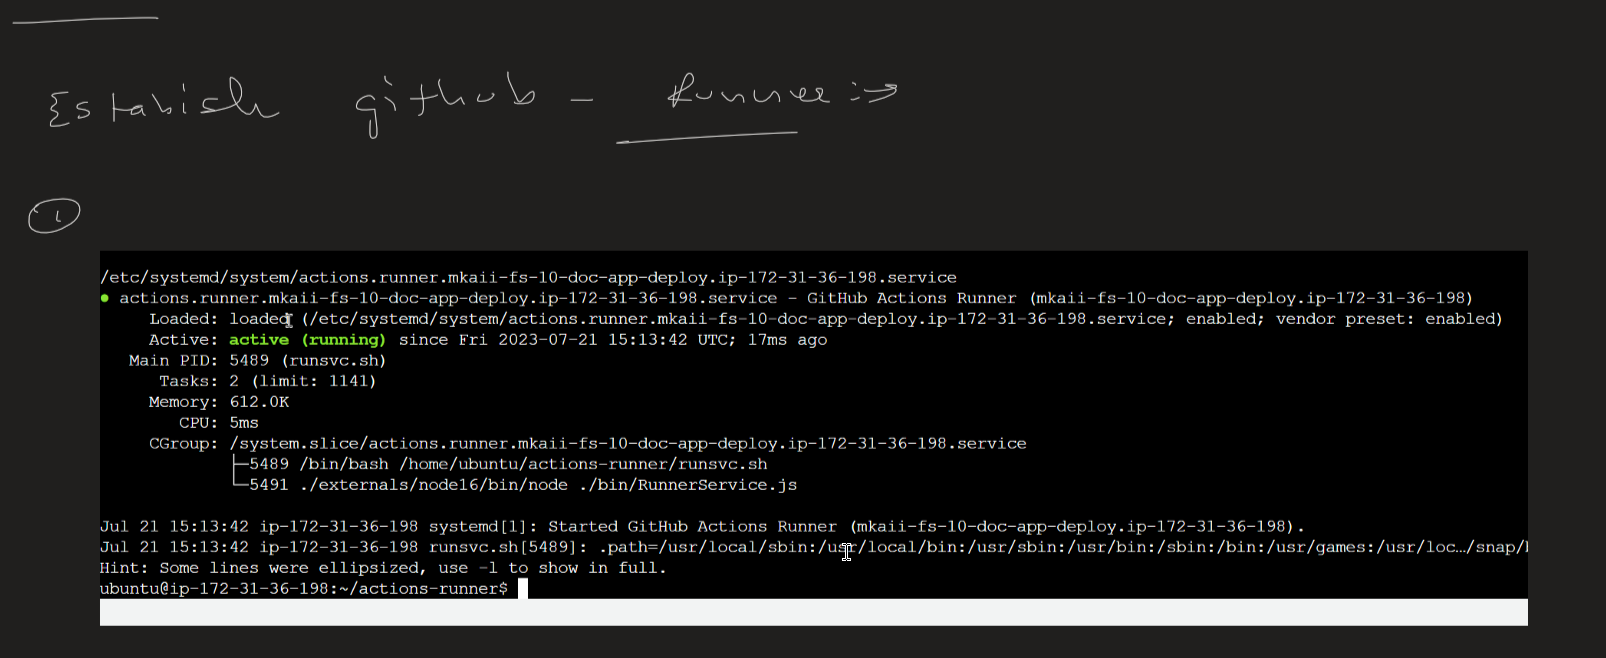 Estabish github - Runner :→
1
/etc/systemd/system/actions.runner.mkaii-fs-10-doc-app-deploy.ip-172-31-36-198.service
● actions.runner.mkaii-fs-10-doc-app-deploy.ip-172-31-36-198.service - GitHub Actions Runner (mkaii-fs-10-doc-app-deploy.ip-172-31-36-198)
Loaded: loaded (/etc/systemd/system/actions.runner.mkaii-fs-10-doc-app-deploy.ip-172-31-36-198.service; enabled; vendor preset: enabled)
Active: active (running) since Fri 2023-07-21 15:13:42 UTC; 17ms ago
Main PID: 5489 (runsvc.sh)
Tasks: 2 (limit: 1141)
Memory: 612.0K
CPU: 5ms
CGroup: /system.slice/actions.runner.mkaii-fs-10-doc-app-deploy.ip-172-31-36-198.service
├─5489 /bin/bash /home/ubuntu/actions-runner/runsvc.sh
└─5491 ./externals/node16/bin/node ./bin/RunnerService.js
Jul 21 15:13:42 ip-172-31-36-198 systemd[1]: Started GitHub Actions Runner (mkaii-fs-10-doc-app-deploy.ip-172-31-36-198).
Jul 21 15:13:42 ip-172-31-36-198 runsvc.sh[5489]: .path=/usr/local/sbin:/usr/local/bin:/usr/sbin:/usr/bin:/sbin:/bin:/usr/games:/usr/loc…/snap/
Hint: Some lines were ellipsized, use -l to show in full.
ubuntu@ip-172-31-36-198:~/actions-runner$